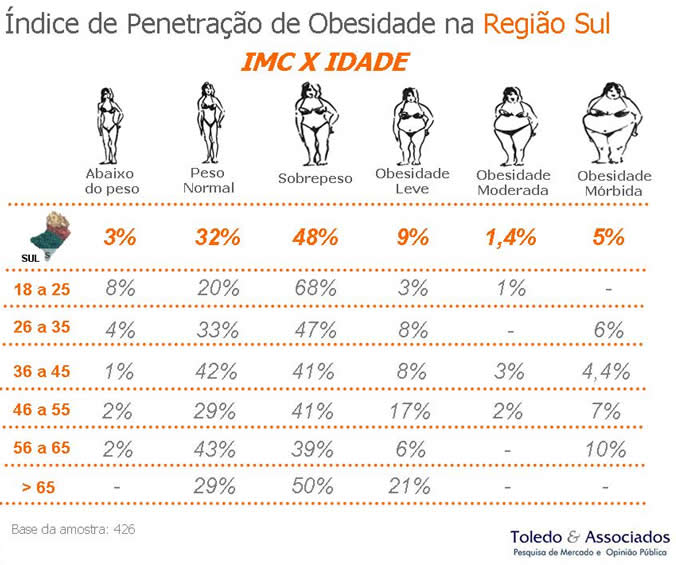 Índice de Penetração de Obesidade na Região Sul
IMC X IDADE
Abaixo do peso
Peso Normal
Sobrepeso
Obesidade Leve
Obesidade Moderada
Obesidade Mórbida
SUL S 3% 32% 48% 9% 1,4% 5%
18 a 25 8% 20% 68% 3% 1% -
26 a 35 4% 33% 47% 8% - 6%
36 a 45 1% 42% 41% 8% 3% 4,4%
46 a 55 2% 29% 41% 17% 2% 7%
56 a 65 2% 43% 39% 6% - 10%
> 65 - 29% 50% 21% - -
Base da amostra: 426
Toledo & Associados
Pesquisa de Mercado e Opinião Pública